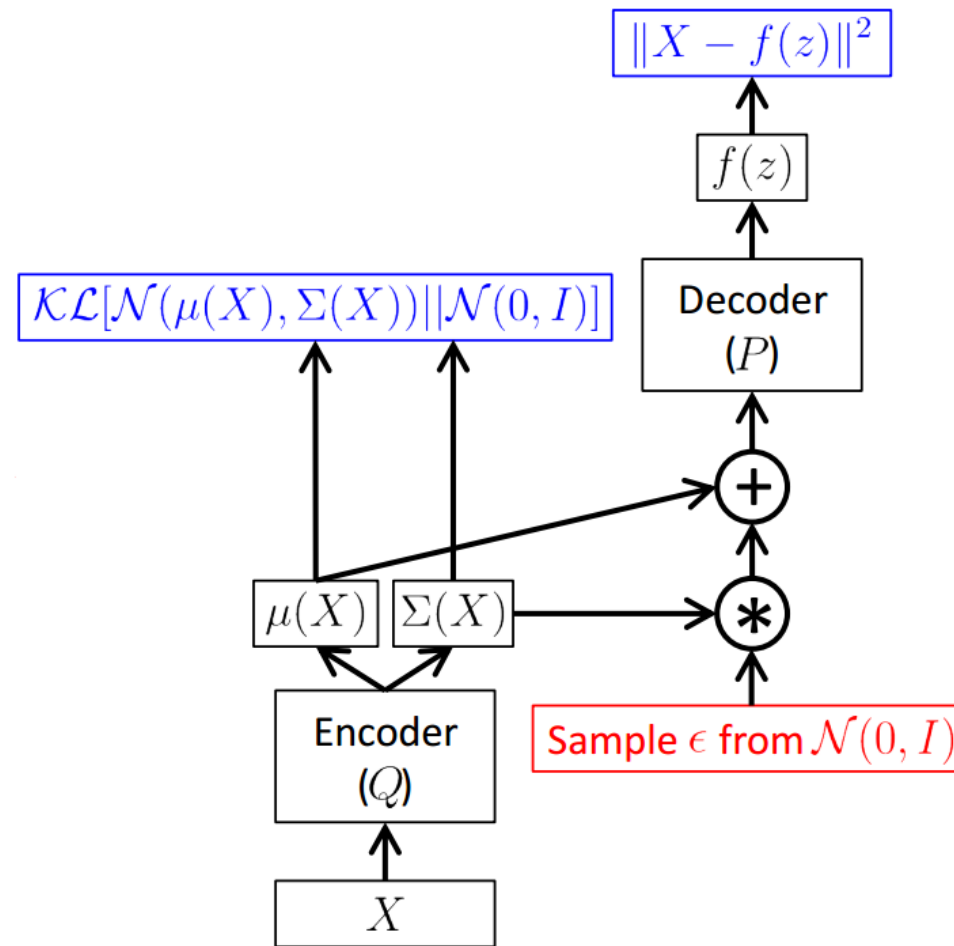 ‖X − f(z)‖²
f(z)
𝒦ℒ[𝒩(μ(X), Σ(X))||𝒩(0, I)]
Decoder
(P)
+
μ(X)
Σ(X)
*
Encoder
(Q)
Sample ϵ from 𝒩(0, I)
X